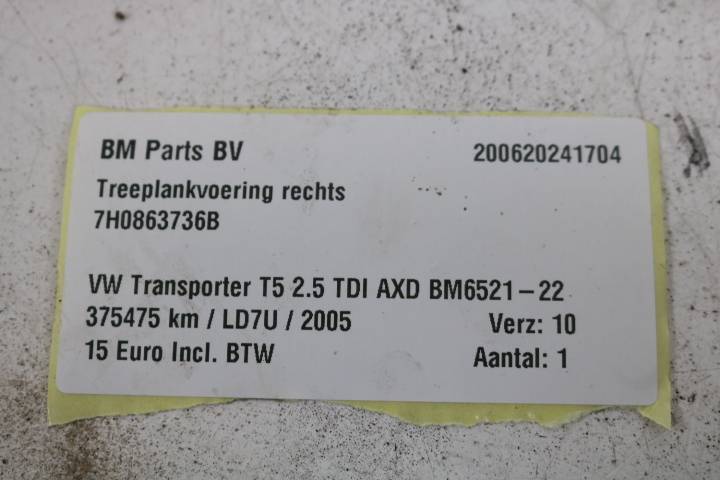 BM Parts BV 200620241704
Treeplankvoering rechts
7H0863736B
VW Transporter T5 2.5 TDI AXD BM6521-22
375475 km / LD7U / 2005 Verz: 10
15 Euro Incl. BTW Aantal: 1